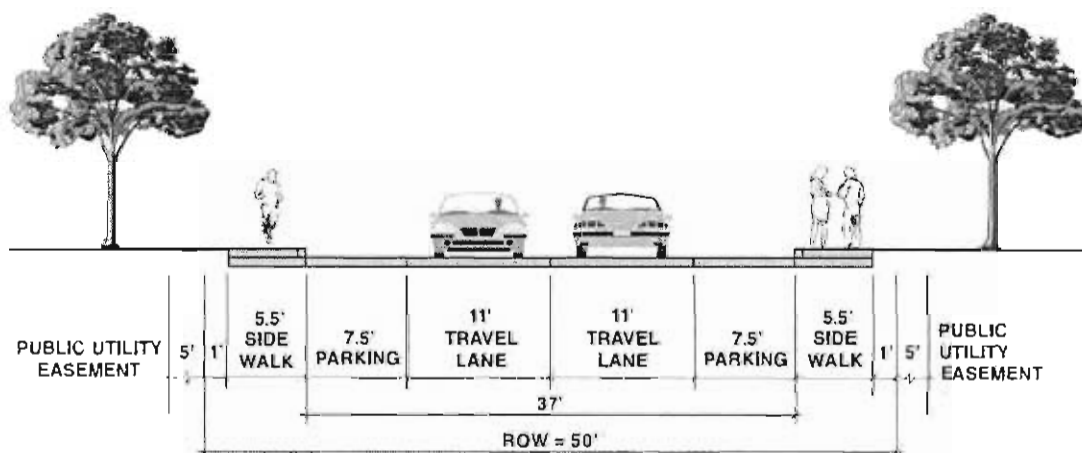 PUBLIC UTILITY
EASEMENT
5'
1'
5.5'
SIDE
WALK
7.5'
PARKING
11'
TRAVEL
LANE
11'
TRAVEL
LANE
7.5'
PARKING
5.5'
SIDE
WALK
1'
5'
PUBLIC
UTILITY
EASEMENT
37'
ROW = 50'